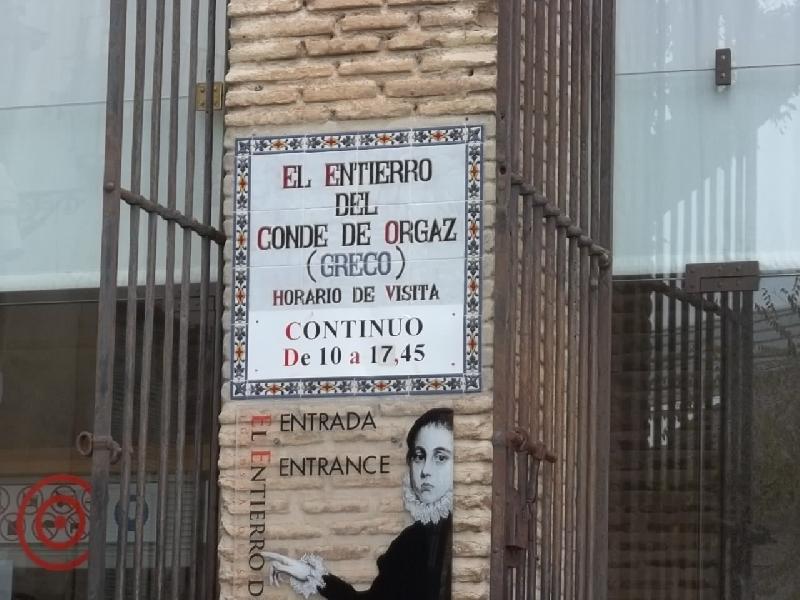 EL ENTIERRO
DEL
CONDE DE ORGAZ
(GRECO)
HORARIO DE VISITA
CONTINUO
De 10 a 17,45
ENTRADA
ENTRANCE
EL ENTIERRO D